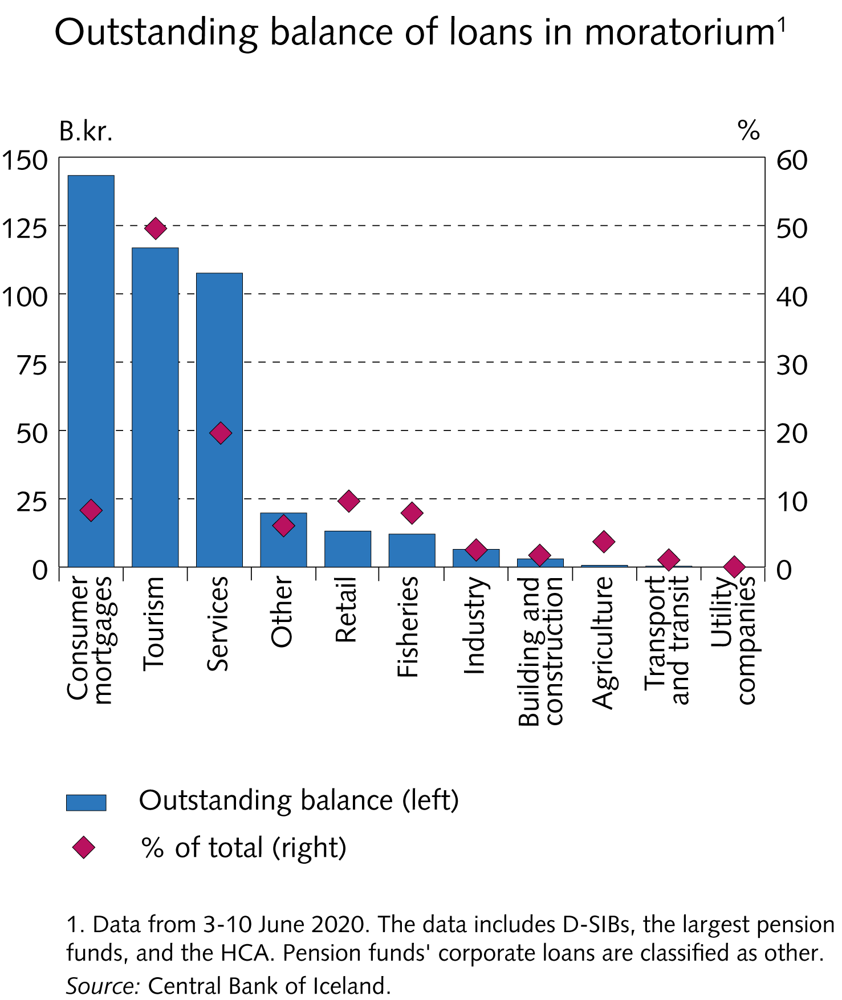 Outstanding balance of loans in moratorium¹
B.kr.
%
150
125
100
75
50
25
0
60
50
40
30
20
10
0
Consumer
mortgages
Tourism
Services
Other
Retail
Fisheries
Industry
Building and
construction
Agriculture
Transport
and transit
Utility
companies
Outstanding balance (left)
% of total (right)
1. Data from 3-10 June 2020. The data includes D-SIBs, the largest pension
funds, and the HCA. Pension funds' corporate loans are classified as other.
Source: Central Bank of Iceland.